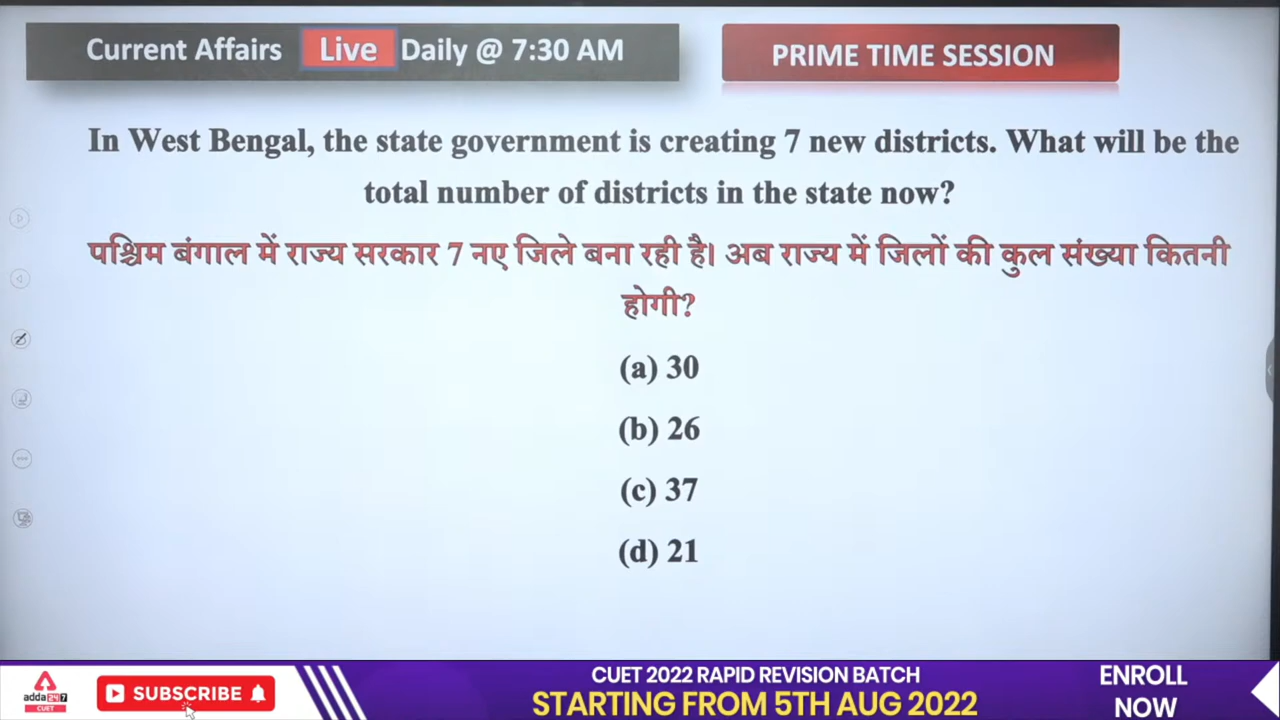 Current Affairs Live Daily @ 7:30 AM
PRIME TIME SESSION
In West Bengal, the state government is creating 7 new districts. What will be the
total number of districts in the state now?
पश्चिम बंगाल में राज्य सरकार 7 नए जिले बना रही है। अब राज्य में जिलों की कुल संख्या कितनी
होगी?
(a) 30
(b) 26
(c) 37
(d) 21
adda247
CUET
SUBSCRIBE
CUET 2022 RAPID REVISION BATCH
STARTING FROM 5TH AUG 2022
ENROLL
NOW